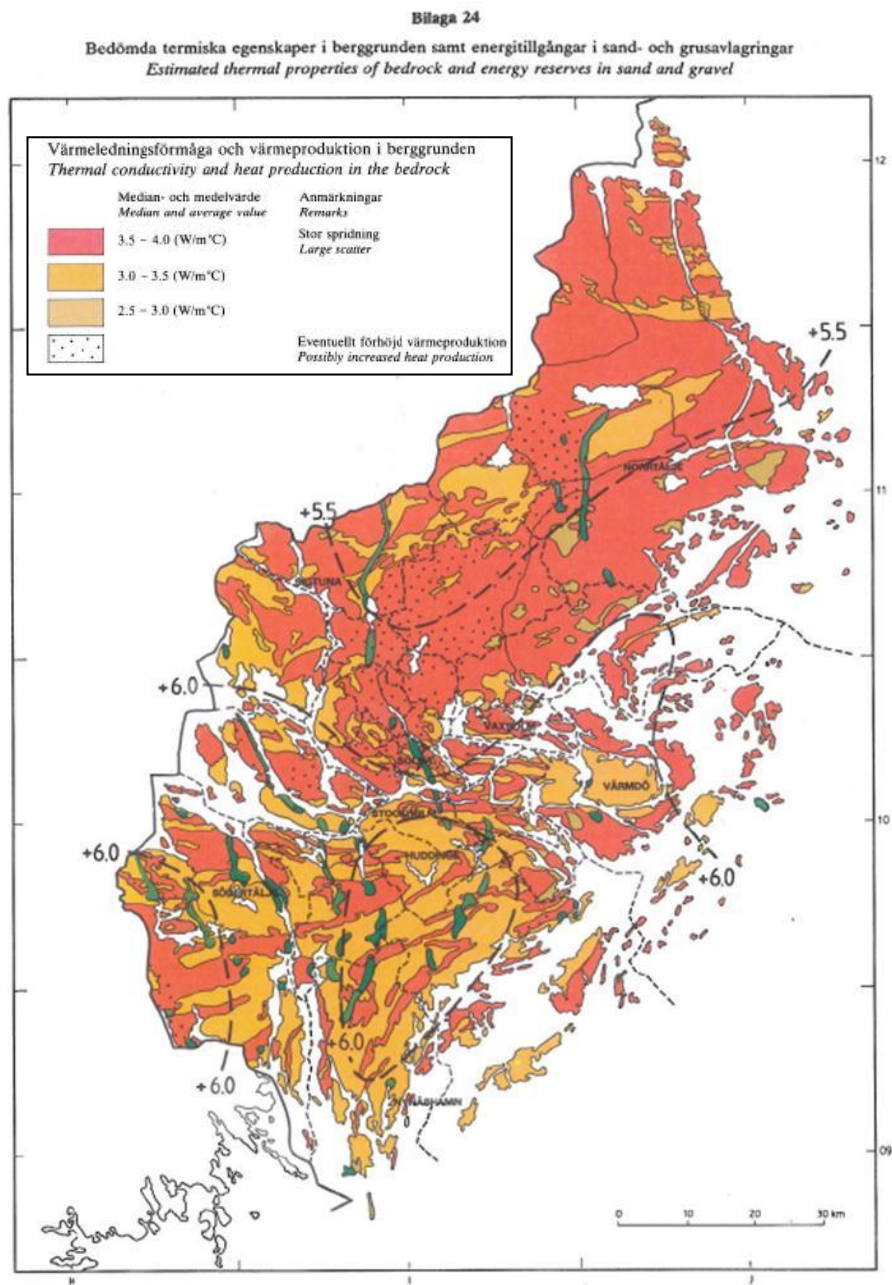 Bilaga 24
Bedömda termiska egenskaper i berggrunden samt energitillgångar i sand- och grusavlagringar
Estimated thermal properties of bedrock and energy reserves in sand and gravel
Värmeledningsförmåga och värmeproduktion i berggrunden
Thermal conductivity and heat production in the bedrock
Median- och medelvärde Anmärkningar
Median and average value Remarks
3.5 – 4.0 (W/m°C) Stor spridning
Large scatter
3.0 – 3.5 (W/m°C)
2.5 – 3.0 (W/m°C)
Eventuellt förhöjd värmeproduktion
Possibly increased heat production
12
+5.5
NORRTÄLJE
11
+5.5
SIGTUNA
+6.0
VAXHOLM
VÄRMDÖ
STOCKHOLM
10
+6.0
HUDDINGE
+6.0
SÖDERTÄLJE
+6.0
+6.0
NYNÄSHAMN
09
0 10 20 30 km